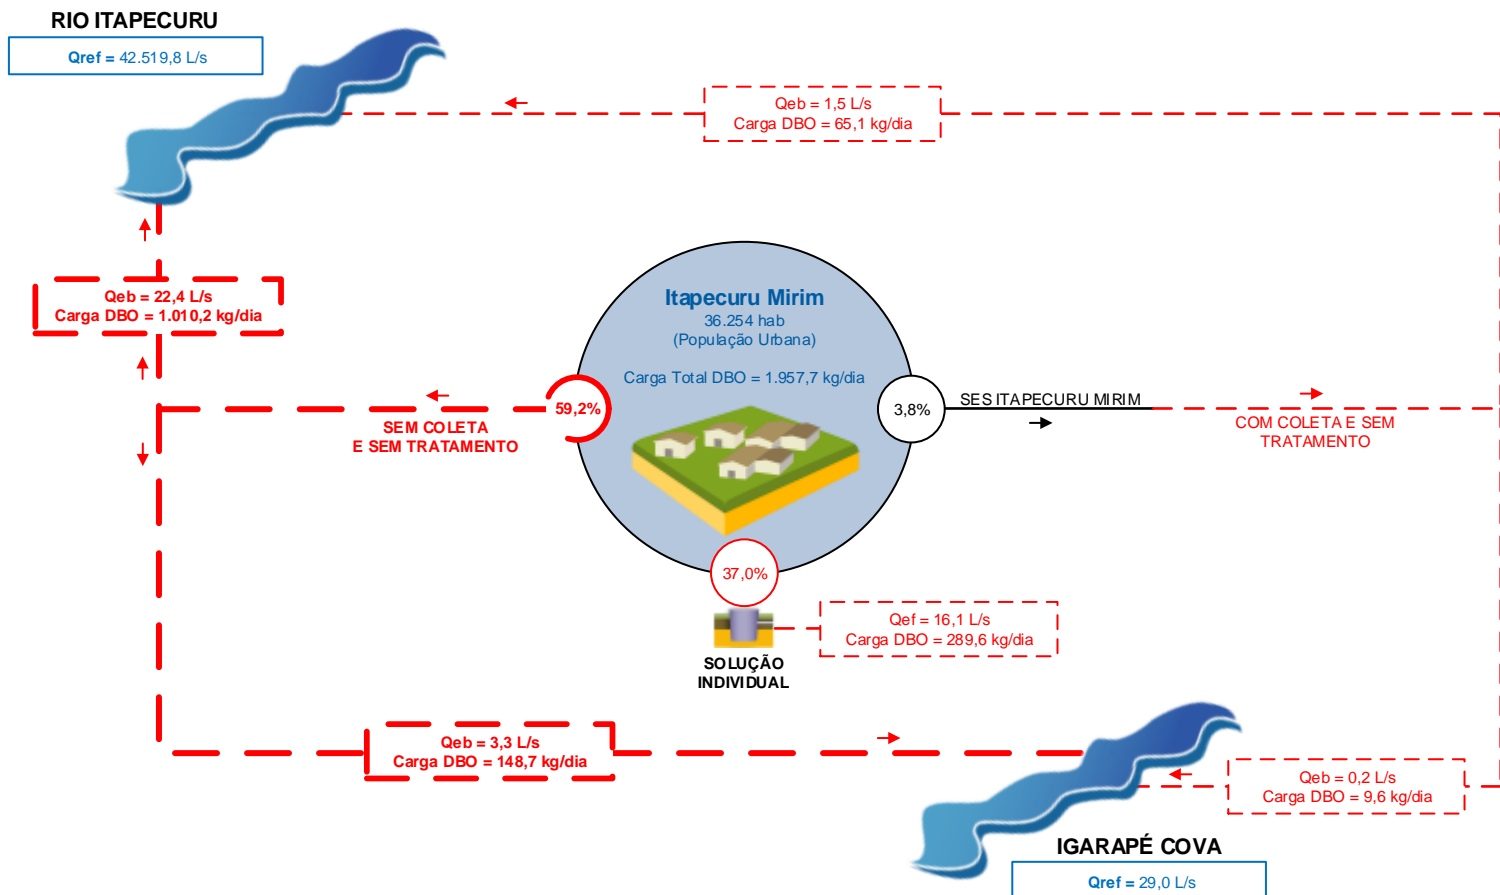 RIO ITAPECURU
Qref = 42.519,8 L/s
Qeb = 1,5 L/s
Carga DBO = 65,1 kg/dia
Qeb = 22,4 L/s
Carga DBO = 1.010,2 kg/dia
Itapecuru Mirim
36.254 hab
(População Urbana)
Carga Total DBO = 1.957,7 kg/dia
59,2%
3,8%
SES ITAPECURU MIRIM
SEM COLETA
E SEM TRATAMENTO
COM COLETA E SEM
TRATAMENTO
37,0%
Qef = 16,1 L/s
Carga DBO = 289,6 kg/dia
SOLUÇÃO
INDIVIDUAL
Qeb = 3,3 L/s
Carga DBO = 148,7 kg/dia
Qeb = 0,2 L/s
Carga DBO = 9,6 kg/dia
IGARAPÉ COVA
Qref = 29,0 L/s